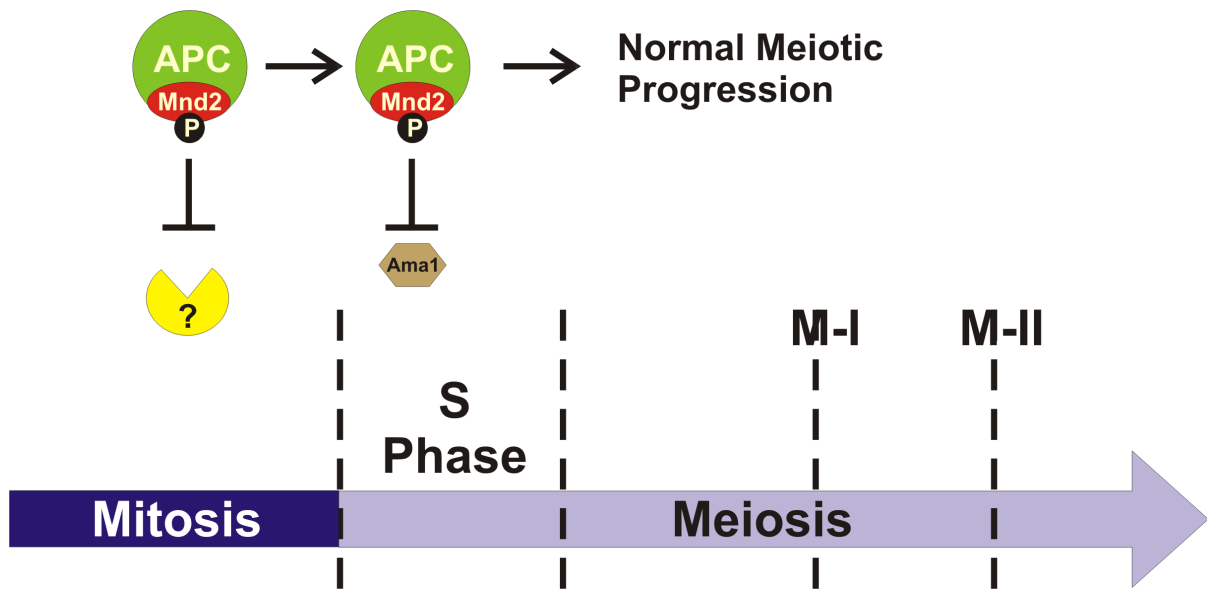 APC
Mnd2
P
APC
Mnd2
P
Normal Meiotic
Progression
?
Ama1
M-I
M-II
S
Phase
Mitosis
Meiosis